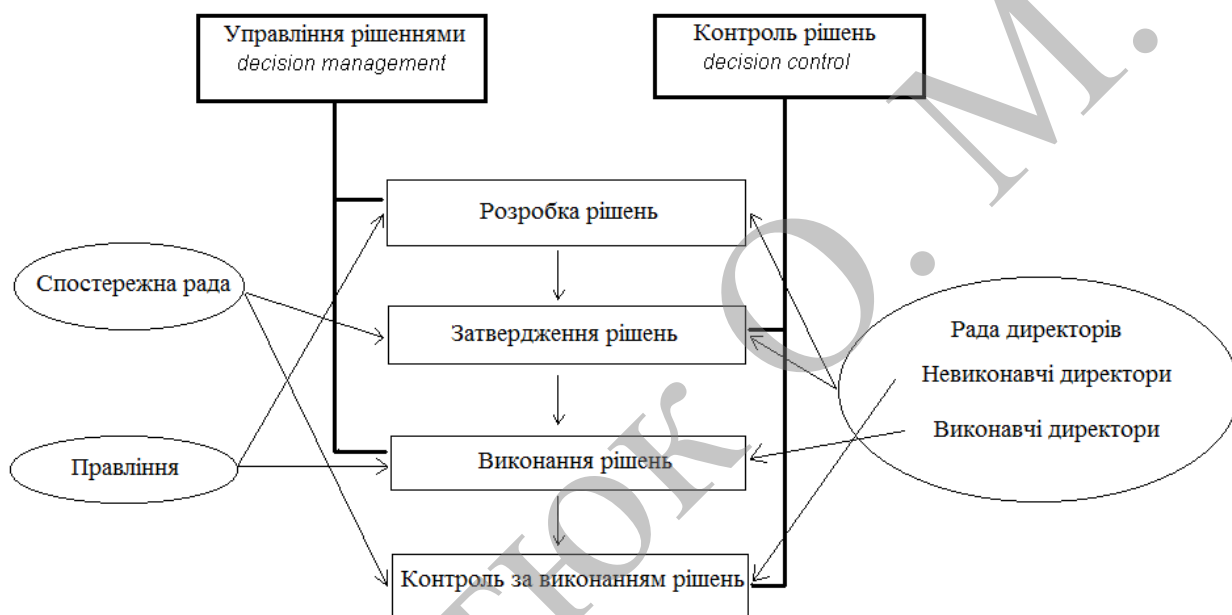 Управління рішеннями
decision management
Контроль рішень
decision control
Розробка рішень
Спостережна рада
Затвердження рішень
Рада директорів
Невиконавчі директори
Виконавчі директори
Правління
Виконання рішень
Контроль за виконанням рішень
ТЮК О. М.